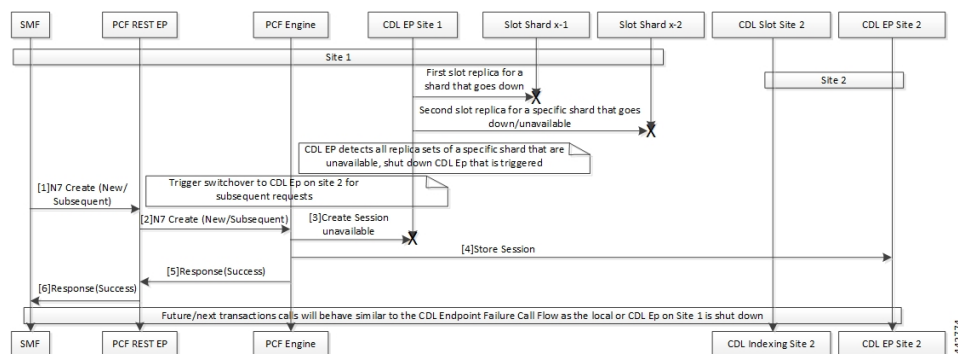 SMF
PCF REST EP
PCF Engine
CDL EP Site 1
Slot Shard x-1
Slot Shard x-2
CDL Slot Site 2
CDL EP Site 2
Site 1
First slot replica for a
shard that goes down
Site 2
Second slot replica for a specific shard that goes
down/unavailable
CDL EP detects all replica sets of a specific shard that are
unavailable, shut down CDL Ep that is triggered
[1]N7 Create (New/
Subsequent)
Trigger switchover to CDL Ep on site 2 for
subsequent requests
[2]N7 Create (New/Subsequent)
[3]Create Session
unavailable
[4]Store Session
[5]Response(Success)
[6]Response(Success)
Future/next transactions calls will behave similar to the CDL Endpoint Failure Call Flow as the local or CDL Ep on Site 1 is shut down
SMF
PCF REST EP
PCF Engine
CDL Indexing Site 2
CDL EP Site 2
442774